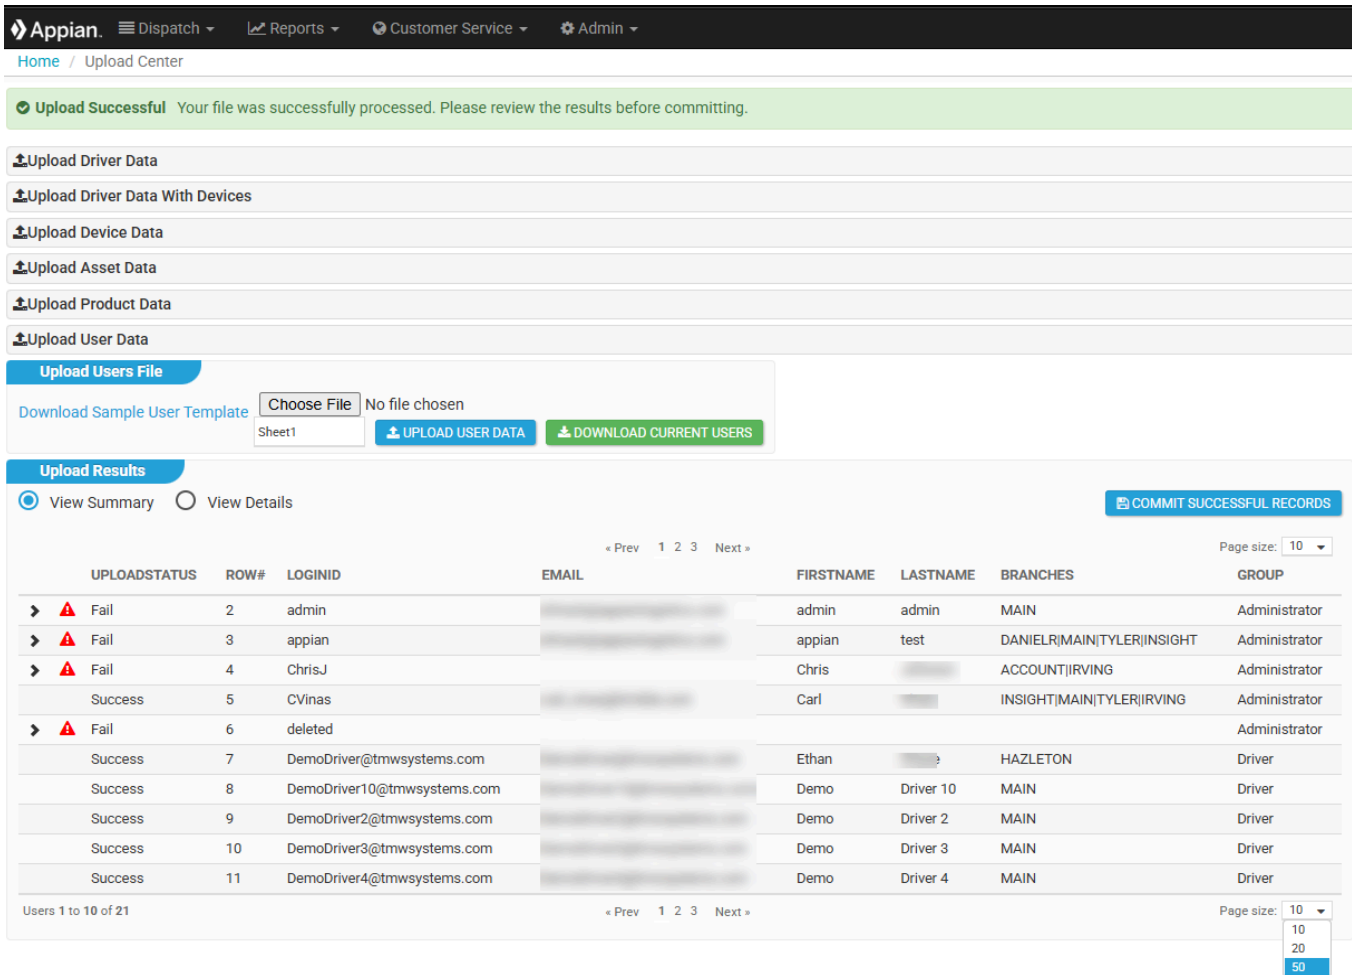 Appian. Dispatch Reports Customer Service Admin
Home / Upload Center
Upload Successful Your file was successfully processed. Please review the results before committing.
Upload Driver Data
Upload Driver Data With Devices
Upload Device Data
Upload Asset Data
Upload Product Data
Upload User Data
Upload Users File
Download Sample User Template Choose File No file chosen
Sheet1 UPLOAD USER DATA DOWNLOAD CURRENT USERS
Upload Results
View Summary View Details COMMIT SUCCESSFUL RECORDS
« Prev 1 2 3 Next » Page size: 10
UPLOADSTATUS ROW# LOGINID EMAIL FIRSTNAME LASTNAME BRANCHES GROUP
Fail 2 admin admin admin MAIN Administrator
Fail 3 appian appian test DANIELR|MAIN|TYLER|INSIGHT Administrator
Fail 4 ChrisJ Chris ACCOUNT|IRVING Administrator
Success 5 CVinas Carl INSIGHT|MAIN|TYLER|IRVING Administrator
Fail 6 deleted Administrator
Success 7 DemoDriver@tmwsystems.com Ethan HAZLETON Driver
Success 8 DemoDriver10@tmwsystems.com Demo Driver 10 MAIN Driver
Success 9 DemoDriver2@tmwsystems.com Demo Driver 2 MAIN Driver
Success 10 DemoDriver3@tmwsystems.com Demo Driver 3 MAIN Driver
Success 11 DemoDriver4@tmwsystems.com Demo Driver 4 MAIN Driver
Users 1 to 10 of 21 « Prev 1 2 3 Next » Page size: 10
10
20
50